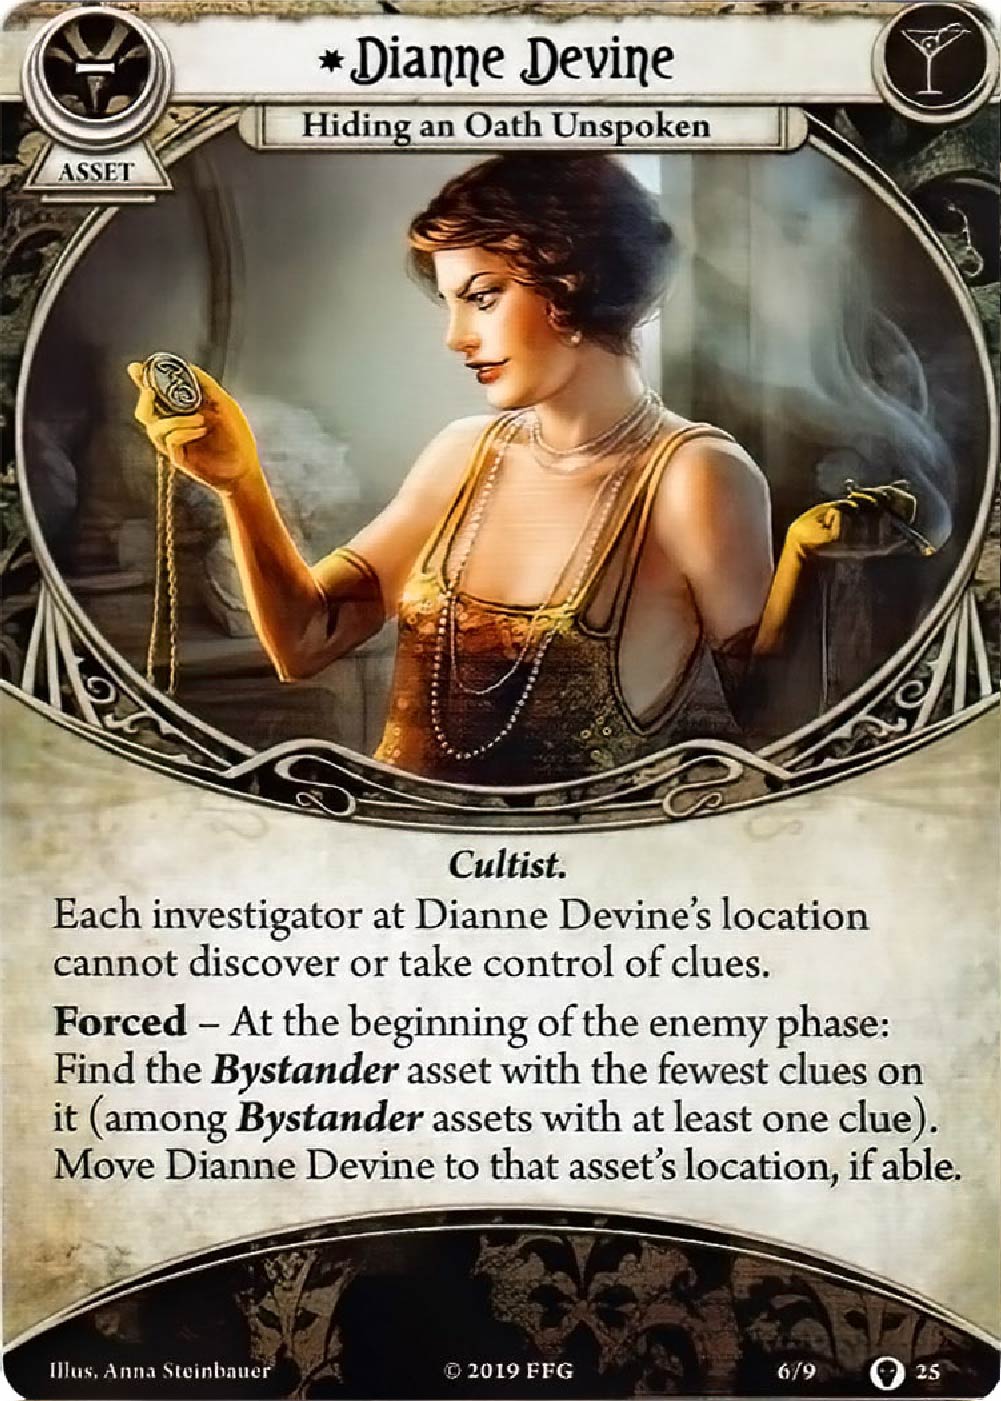 Dianne Devine
Hiding an Oath Unspoken
ASSET
Cultist.
Each investigator at Dianne Devine's location
cannot discover or take control of clues.
Forced – At the beginning of the enemy phase:
Find the Bystander asset with the fewest clues on
it (among Bystander assets with at least one clue).
Move Dianne Devine to that asset's location, if able.
Illus. Anna Steinbauer
© 2019 FFG
6/9
25